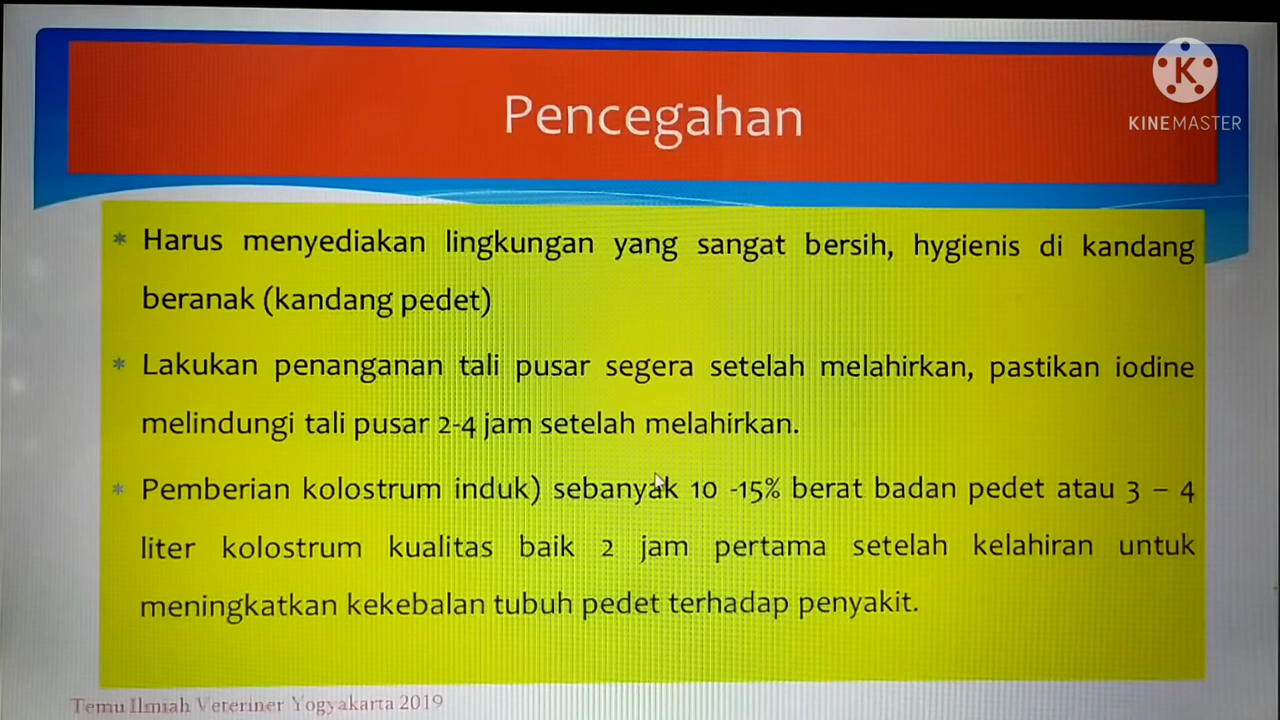 Pencegahan
K
KINEMASTER
* Harus menyediakan lingkungan yang sangat bersih, hygienis di kandang
beranak (kandang pedet)
* Lakukan penanganan tali pusar segera setelah melahirkan, pastikan iodine
melindungi tali pusar 2-4 jam setelah melahirkan.
* Pemberian kolostrum induk) sebanyak 10 -15% berat badan pedet atau 3 – 4
liter kolostrum kualitas baik 2 jam pertama setelah kelahiran untuk
meningkatkan kekebalan tubuh pedet terhadap penyakit.
Temu Ilmiah Veteriner Yogyakarta 2019